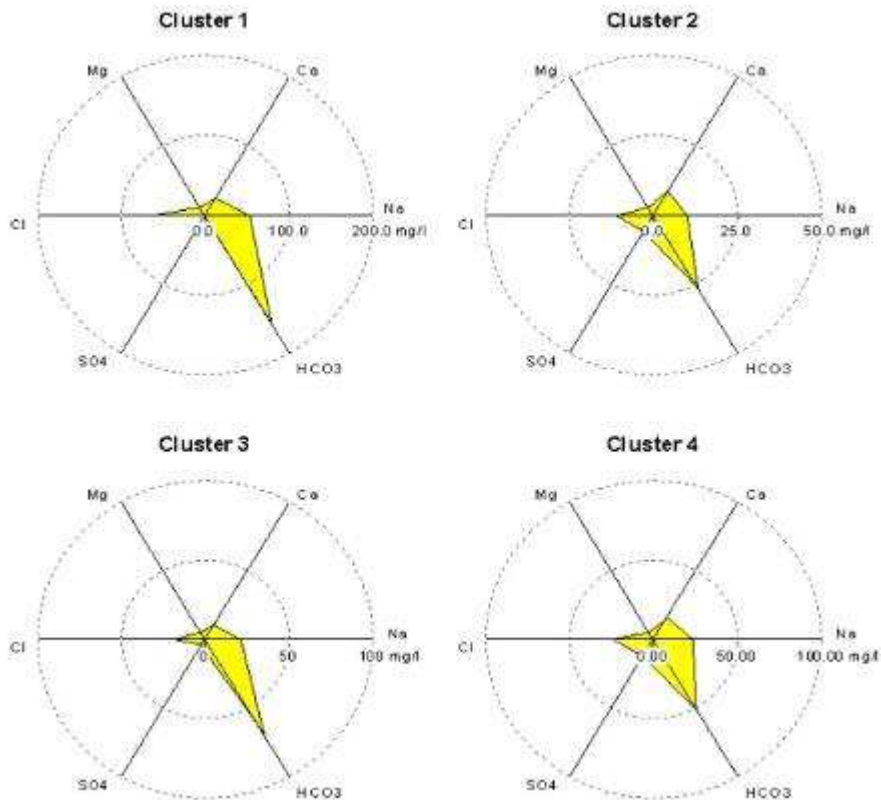 Cluster 1
Cluster 2
Mg
Ca
Mg
Ca
Cl
Na
Cl
Na
0.0
100.0
200.0 mg/l
0.0
25.0
50.0 mg/l
SO4
HCO3
SO4
HCO3
Cluster 3
Cluster 4
Mg
Ca
Mg
Ca
Cl
Na
Cl
Na
0
50
100 mg/l
0.00
50.00
100.00 mg/l
SO4
HCO3
SO4
HCO3